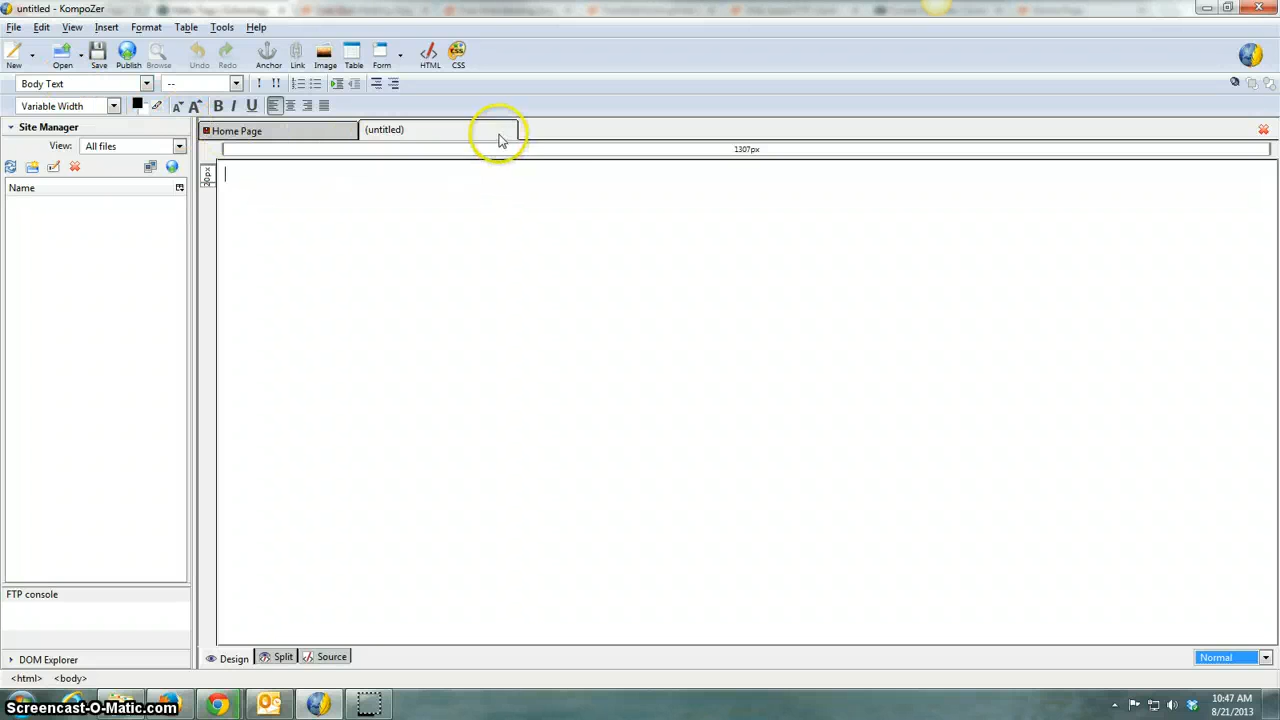 untitled - KompoZer
File Edit View Insert Format Table Tools Help
New Open Save Publish Browse Undo Redo Anchor Link Image Table Form HTML CSS
Body Text --
Variable Width A A B I U
Site Manager
Home Page
(untitled)
View: All files
1307px
20px
Name
FTP console
DOM Explorer
Design Split Source
Normal
<html> <body>
10:47 AM
8/21/2013
Screencast-O-Matic.com